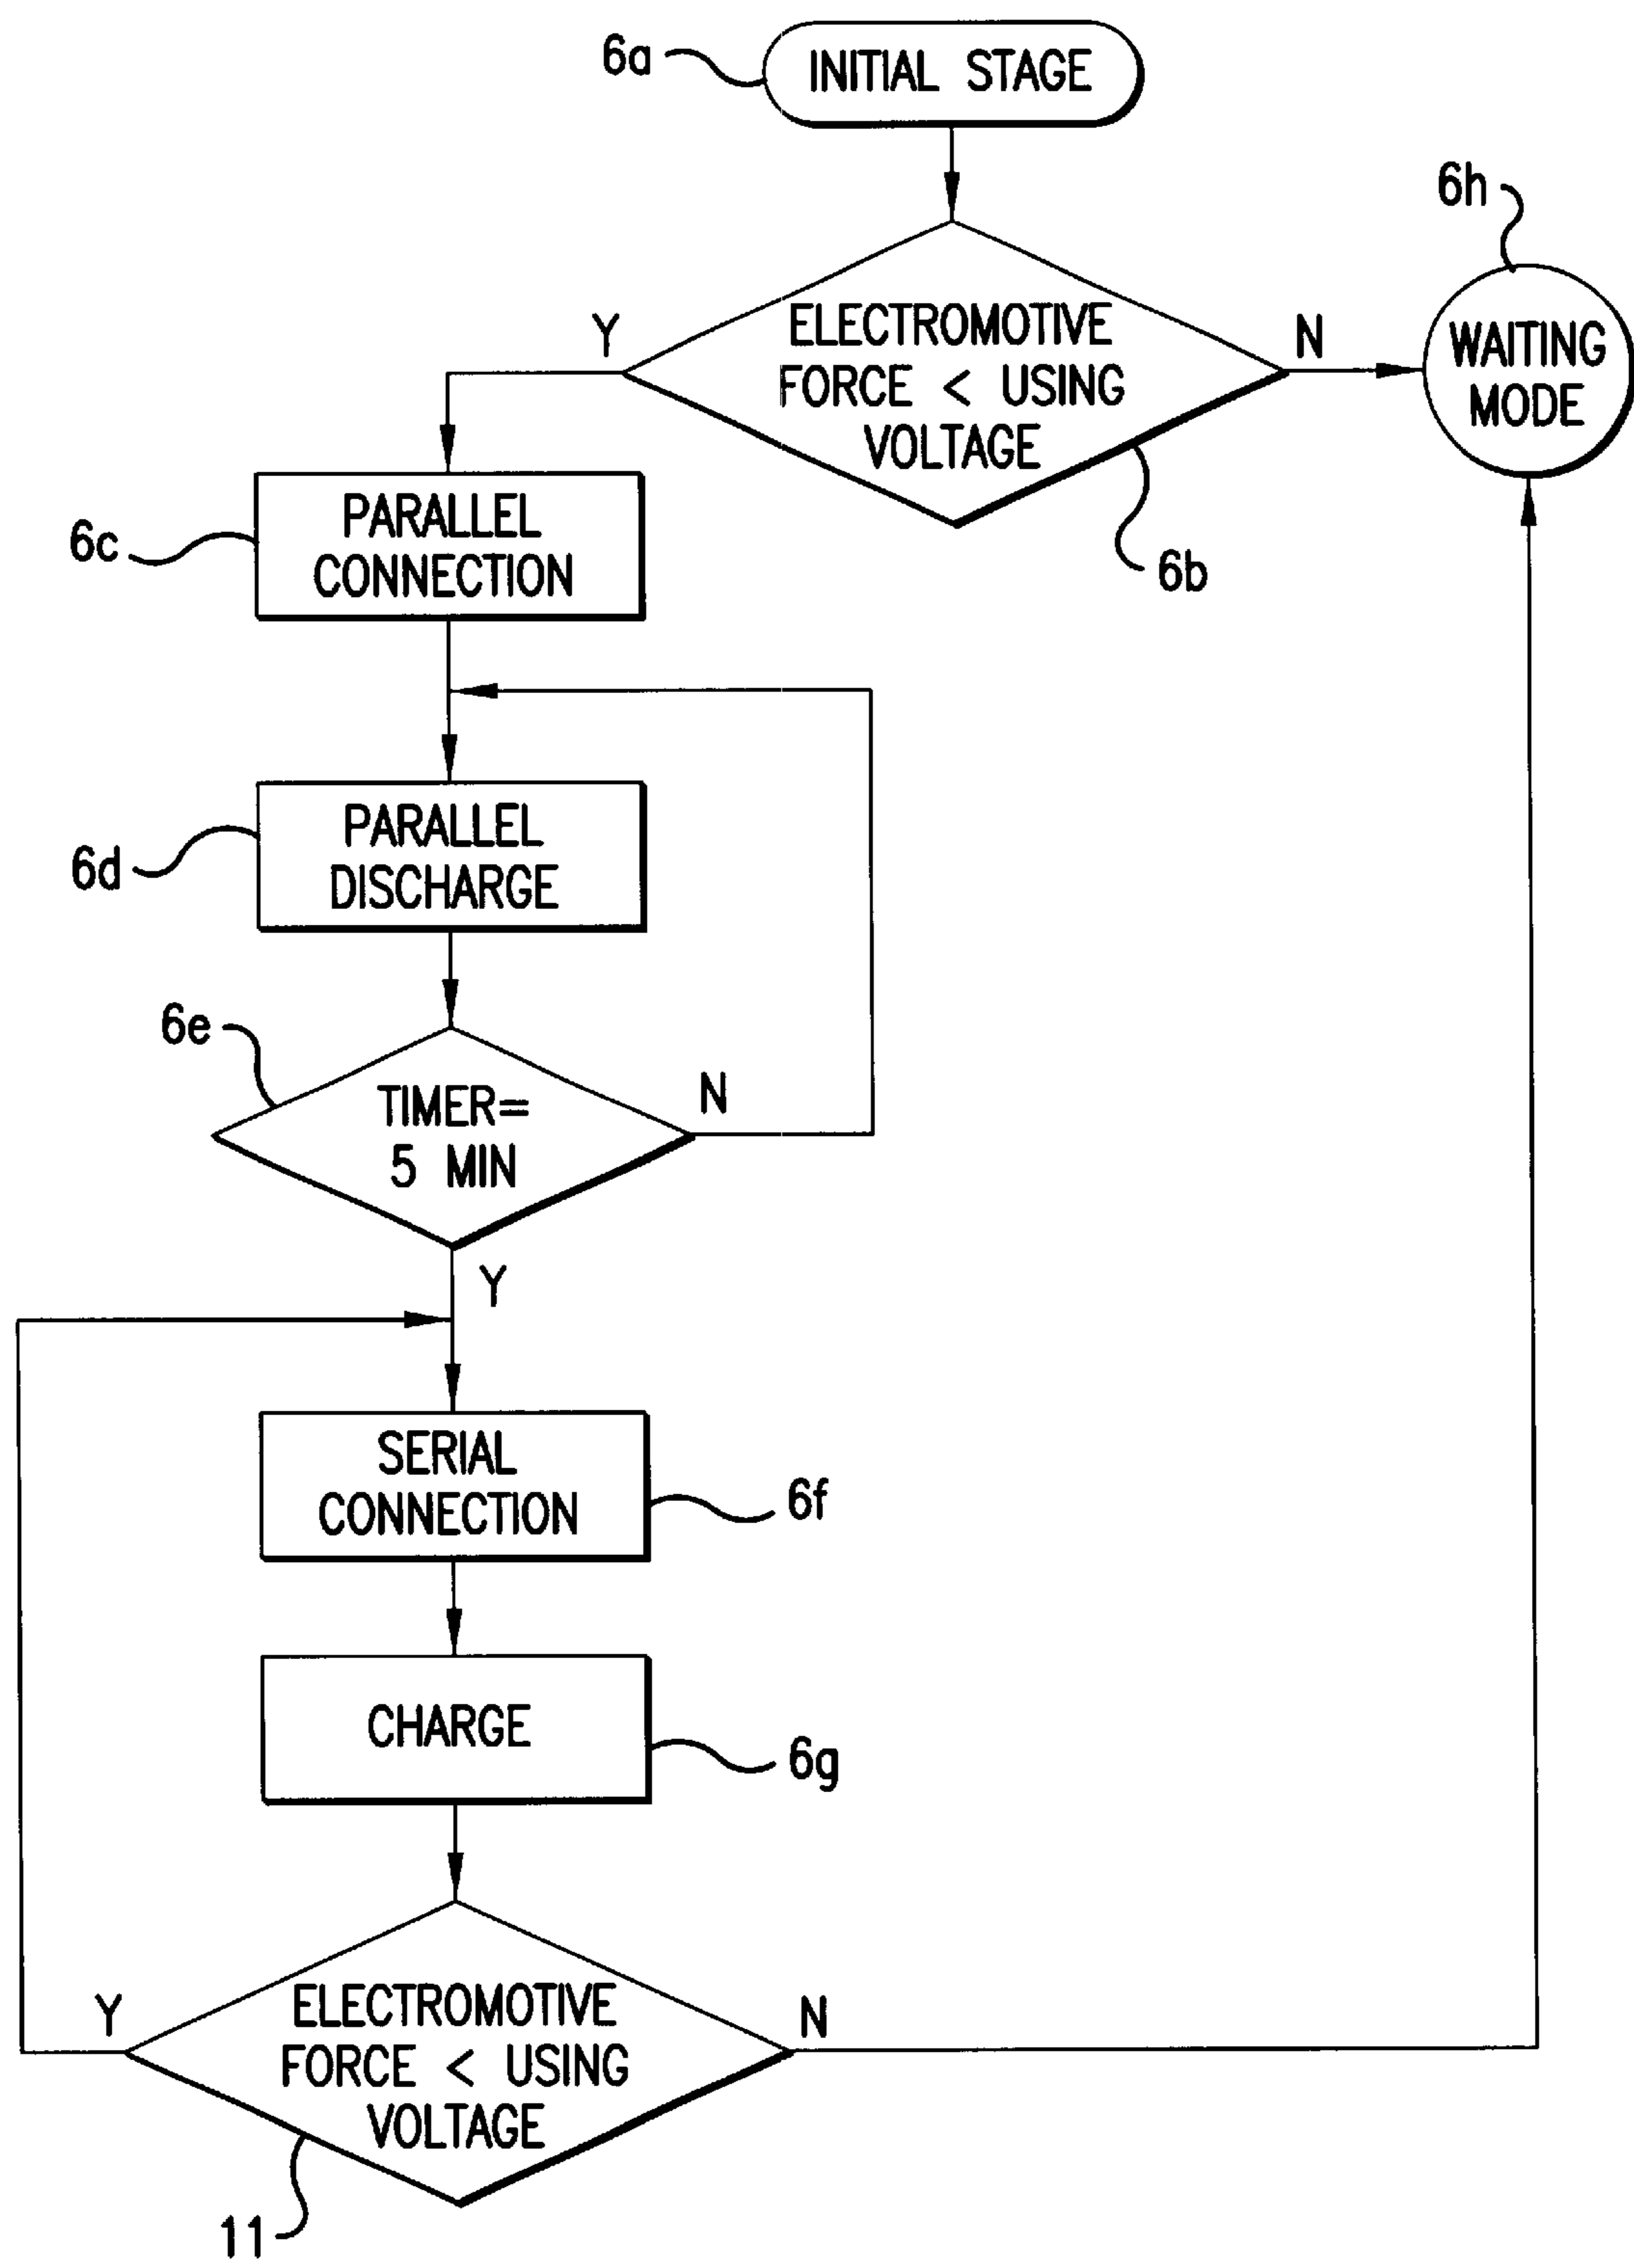 6a
INITIAL STAGE
6h
Y
ELECTROMOTIVE
FORCE < USING
VOLTAGE
N
WAITING
MODE
6c
PARALLEL
CONNECTION
6b
6d
PARALLEL
DISCHARGE
6e
TIMER=
5 MIN
N
Y
SERIAL
CONNECTION
6f
CHARGE
6g
Y
ELECTROMOTIVE
FORCE < USING
VOLTAGE
N
11